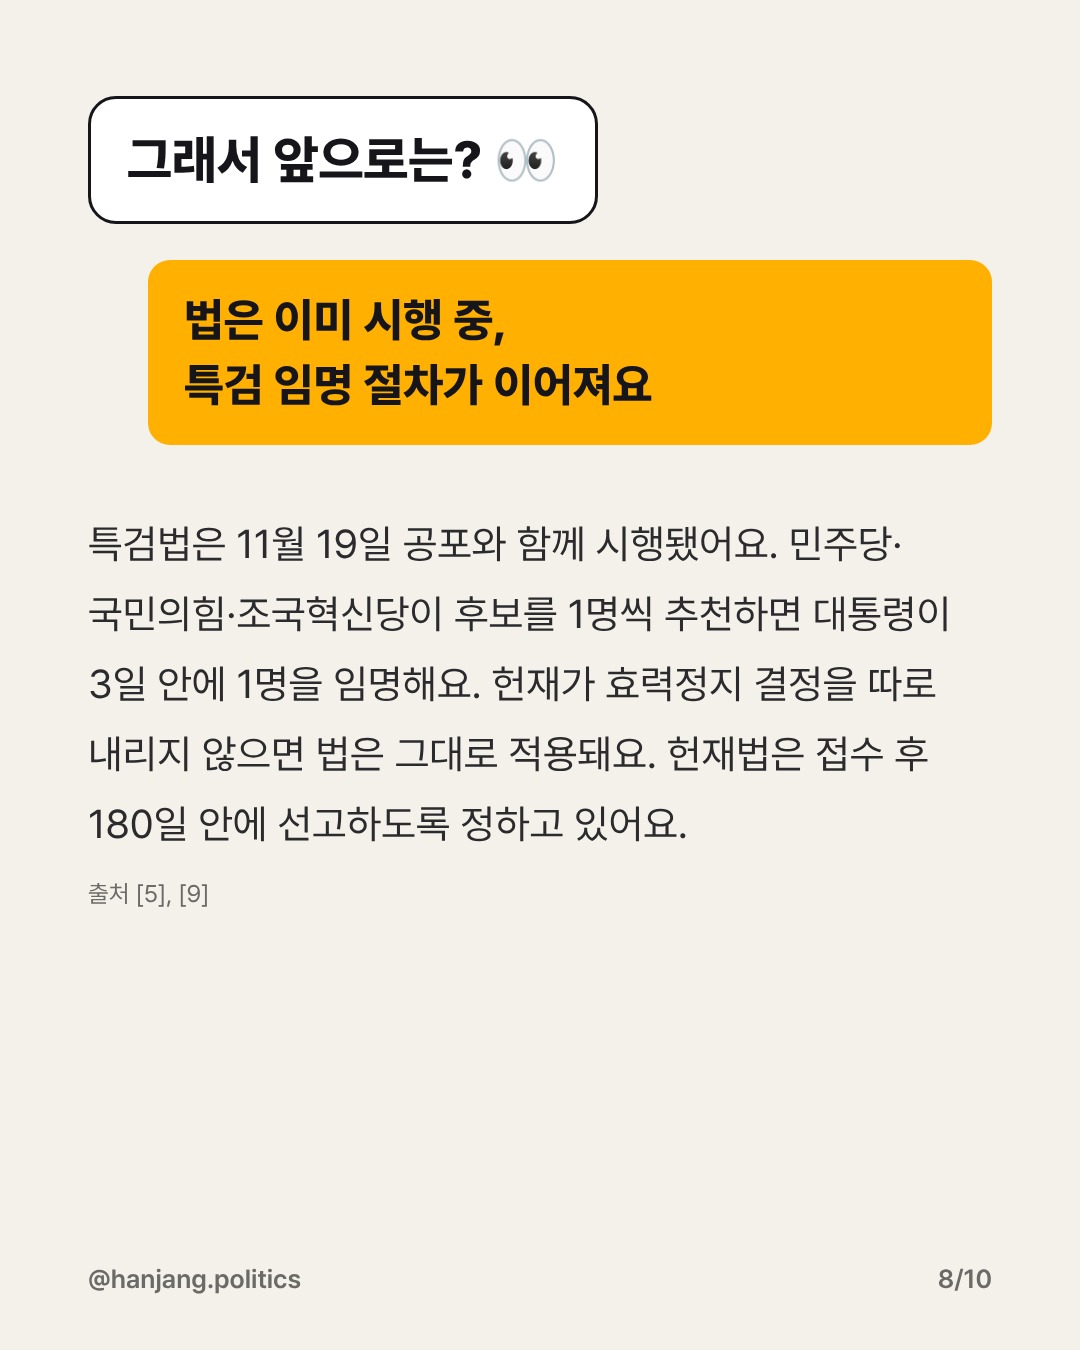 그래서 앞으로는? 👀
법은 이미 시행 중,
특검 임명 절차가 이어져요
특검법은 11월 19일 공포와 함께 시행됐어요. 민주당·
국민의힘·조국혁신당이 후보를 1명씩 추천하면 대통령이
3일 안에 1명을 임명해요. 헌재가 효력정지 결정을 따로
내리지 않으면 법은 그대로 적용돼요. 헌재법은 접수 후
180일 안에 선고하도록 정하고 있어요.
출처 [5], [9]
@hanjang.politics
8/10